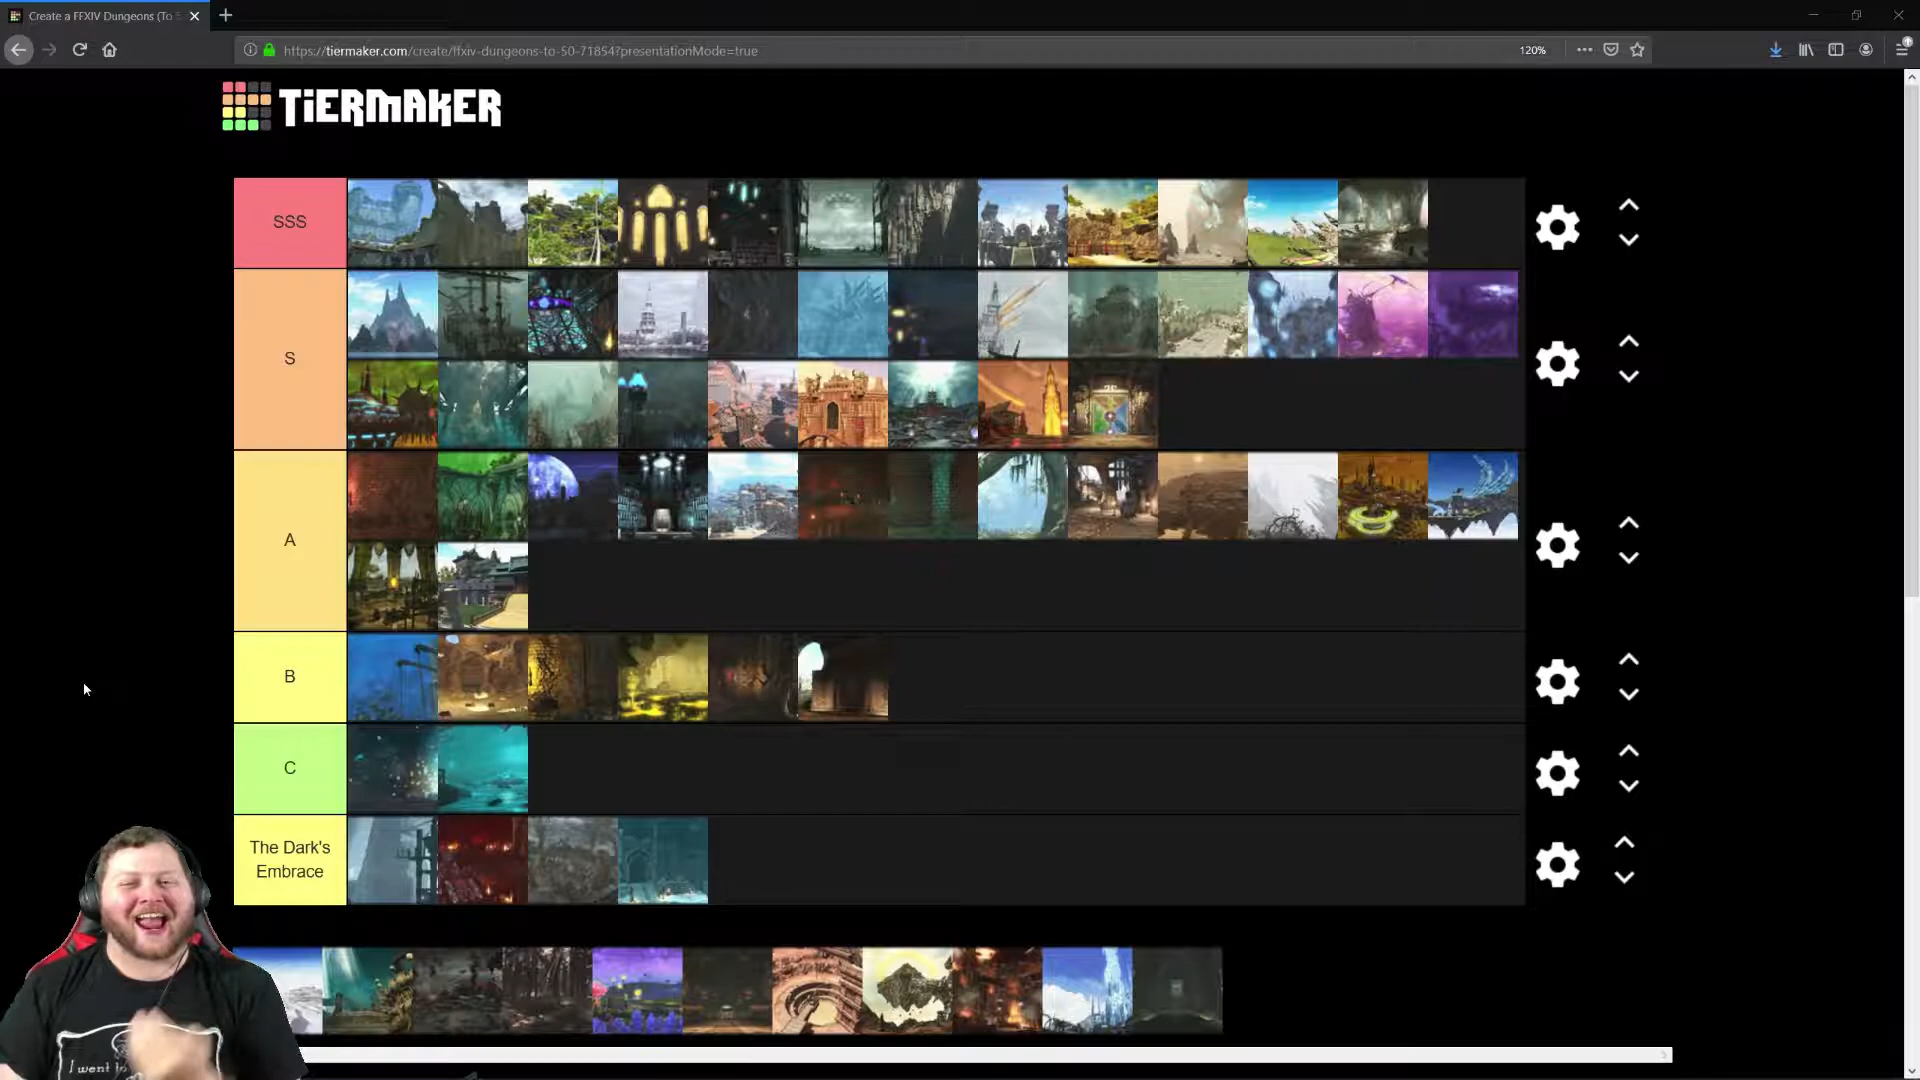 Create a FFXIV Dungeons (To 5
https://tiermaker.com/create/ffxiv-dungeons-to-50-71854?presentationMode=true
120%
TiERMAKER
SSS
S
A
B
C
The Dark's
Embrace
I went to